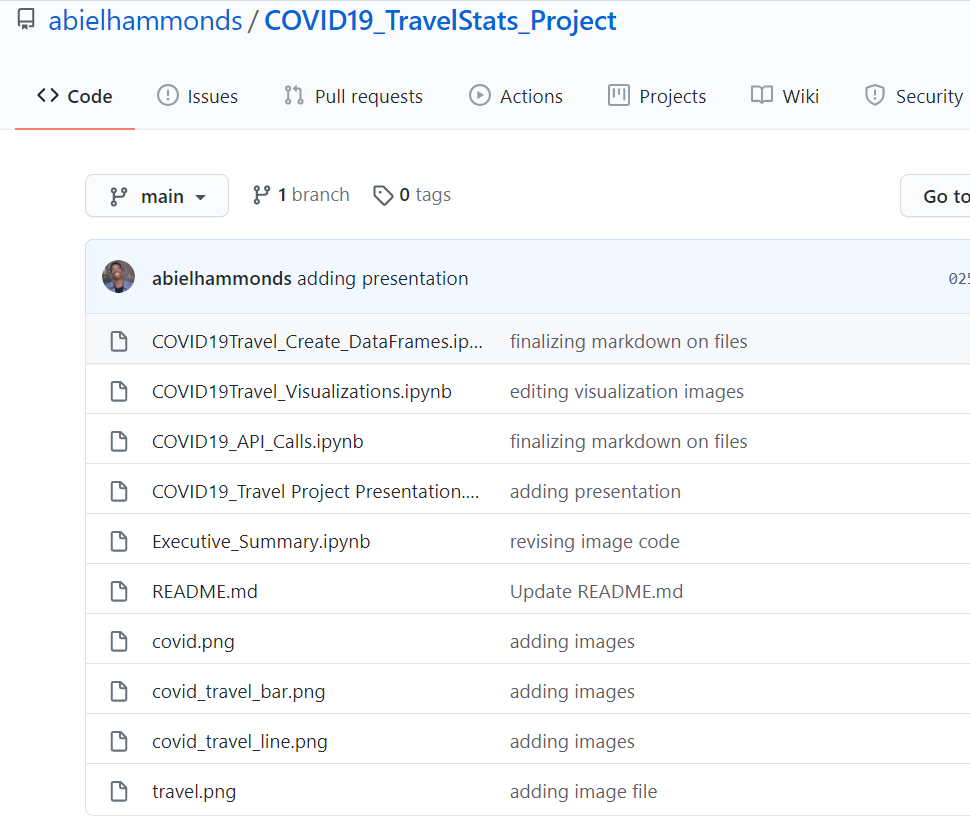 abielhammonds / COVID19_TravelStats_Project
Code Issues Pull requests Actions Projects Wiki Security
main 1 branch 0 tags Go to
abielhammonds adding presentation 025
COVID19Travel_Create_DataFrames.ip... finalizing markdown on files
COVID19Travel_Visualizations.ipynb editing visualization images
COVID19_API_Calls.ipynb finalizing markdown on files
COVID19_Travel Project Presentation.... adding presentation
Executive_Summary.ipynb revising image code
README.md Update README.md
covid.png adding images
covid_travel_bar.png adding images
covid_travel_line.png adding images
travel.png adding image file